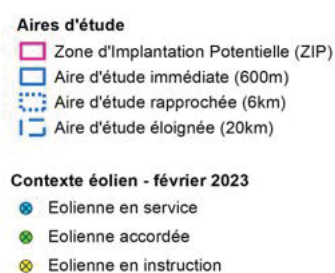 Aires d'étude
Zone d'Implantation Potentielle (ZIP)
Aire d'étude immédiate (600m)
Aire d'étude rapprochée (6km)
Aire d'étude éloignée (20km)
Contexte éolien - février 2023
Eolienne en service
Eolienne accordée
Eolienne en instruction